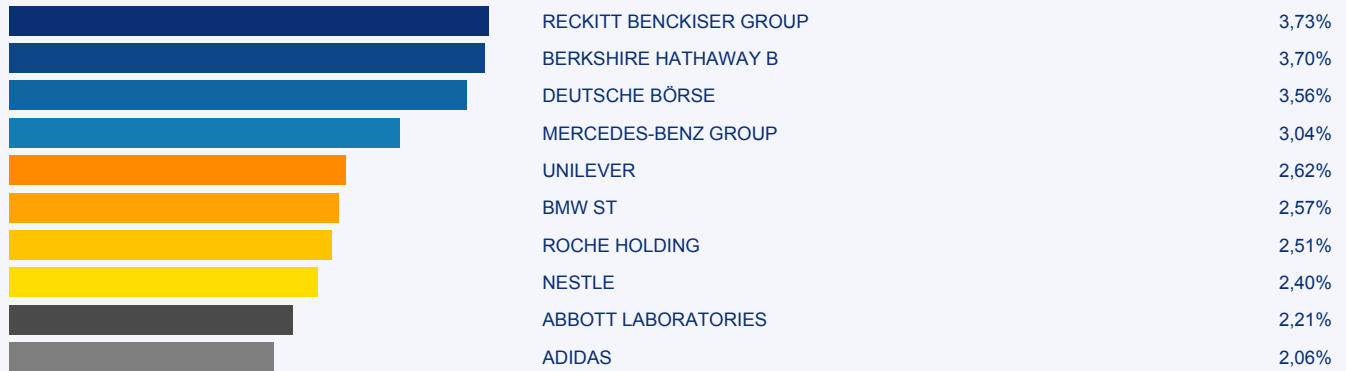 RECKITT BENCKISER GROUP 3,73%
BERKSHIRE HATHAWAY B 3,70%
DEUTSCHE BÖRSE 3,56%
MERCEDES-BENZ GROUP 3,04%
UNILEVER 2,62%
BMW ST 2,57%
ROCHE HOLDING 2,51%
NESTLE 2,40%
ABBOTT LABORATORIES 2,21%
ADIDAS 2,06%